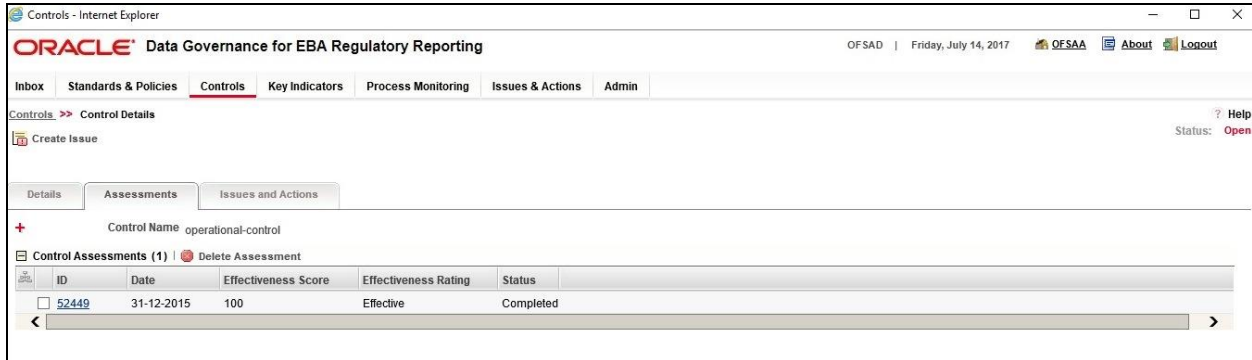 Controls - Internet Explorer
ORACLE® Data Governance for EBA Regulatory Reporting OFSAD | Friday, July 14, 2017 OFSAA About Logout
Inbox Standards & Policies Controls Key Indicators Process Monitoring Issues & Actions Admin
Controls >> Control Details ? Help
Create Issue Status: Open
Details Assessments Issues and Actions
+ Control Name operational-control
Control Assessments (1) | Delete Assessment
ID Date Effectiveness Score Effectiveness Rating Status
52449 31-12-2015 100 Effective Completed